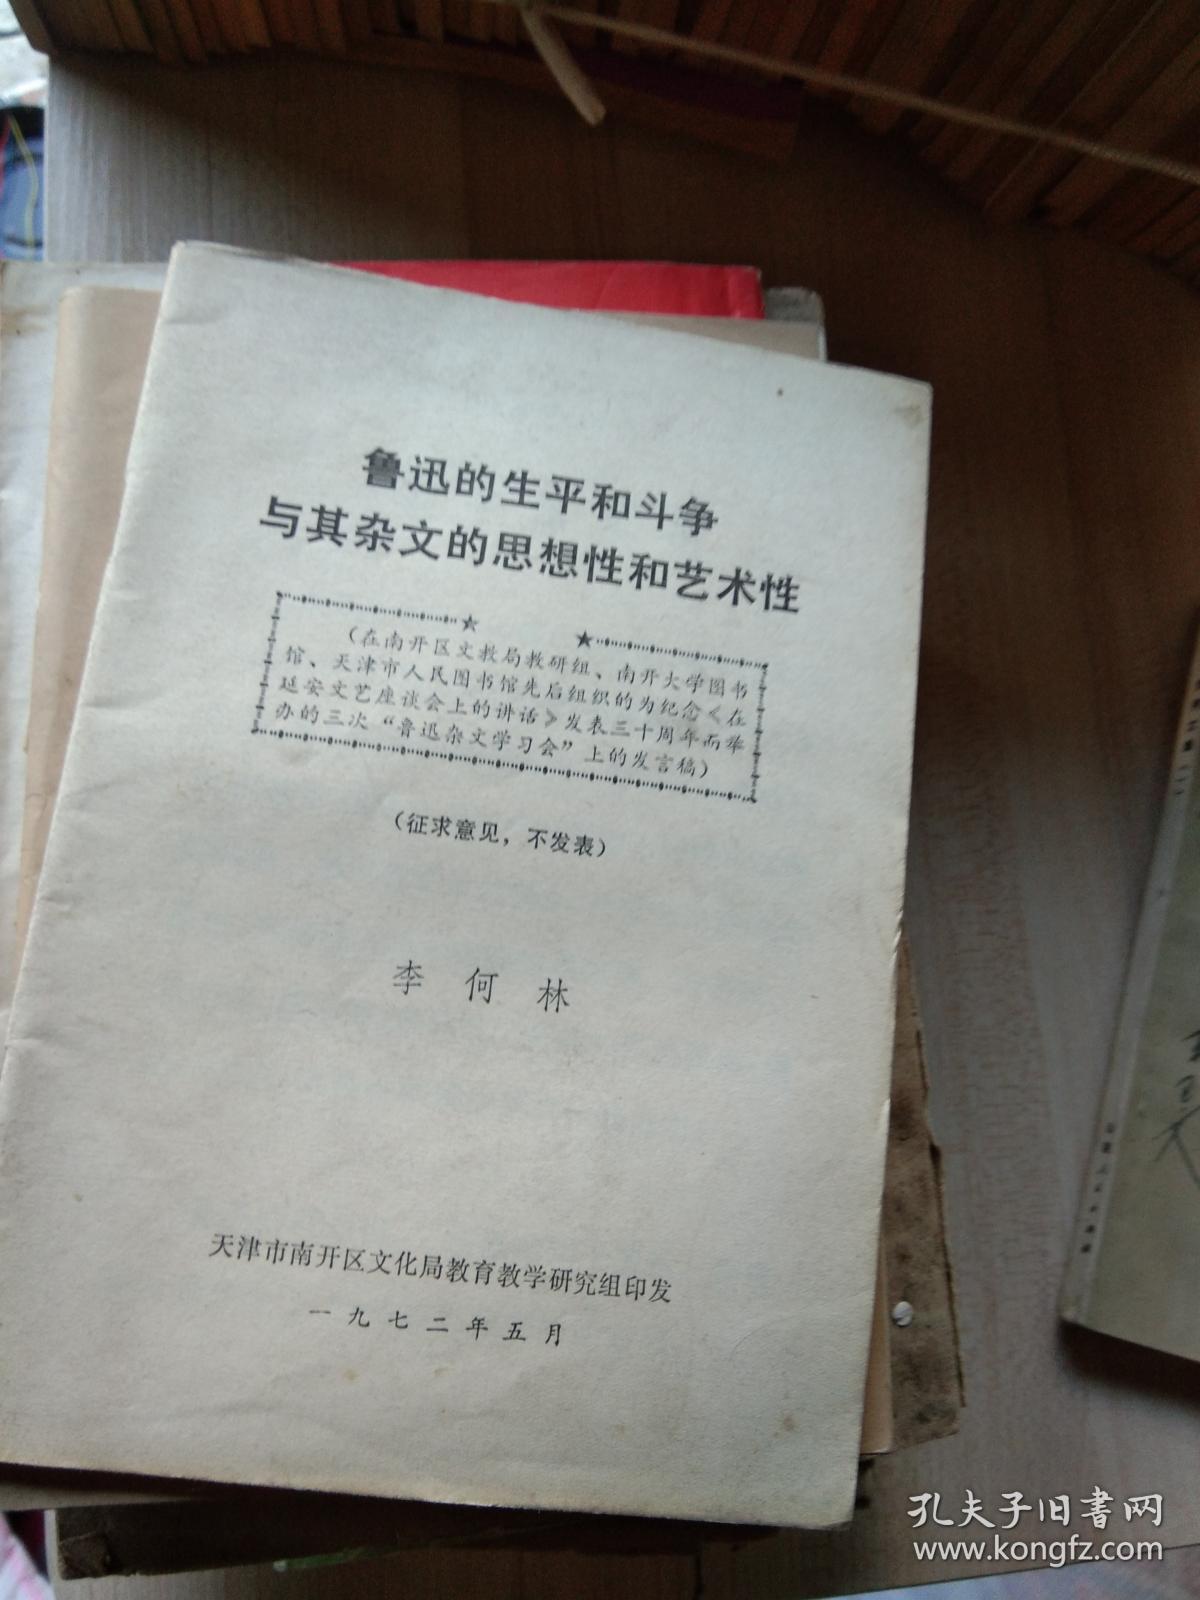 鲁迅的生平和斗争
与其杂文的思想性和艺术性
（在南开区文教局教研组、南开大学图书
馆、天津市人民图书馆先后组织的为纪念《在
延安文艺座谈会上的讲话》发表三十周年而举
办的三次“鲁迅杂文学习会”上的发言稿）
（征求意见，不发表）
李何林
天津市南开区文化局教育教学研究组印发
一九七二年五月
孔夫子旧书网
www.kongfz.com